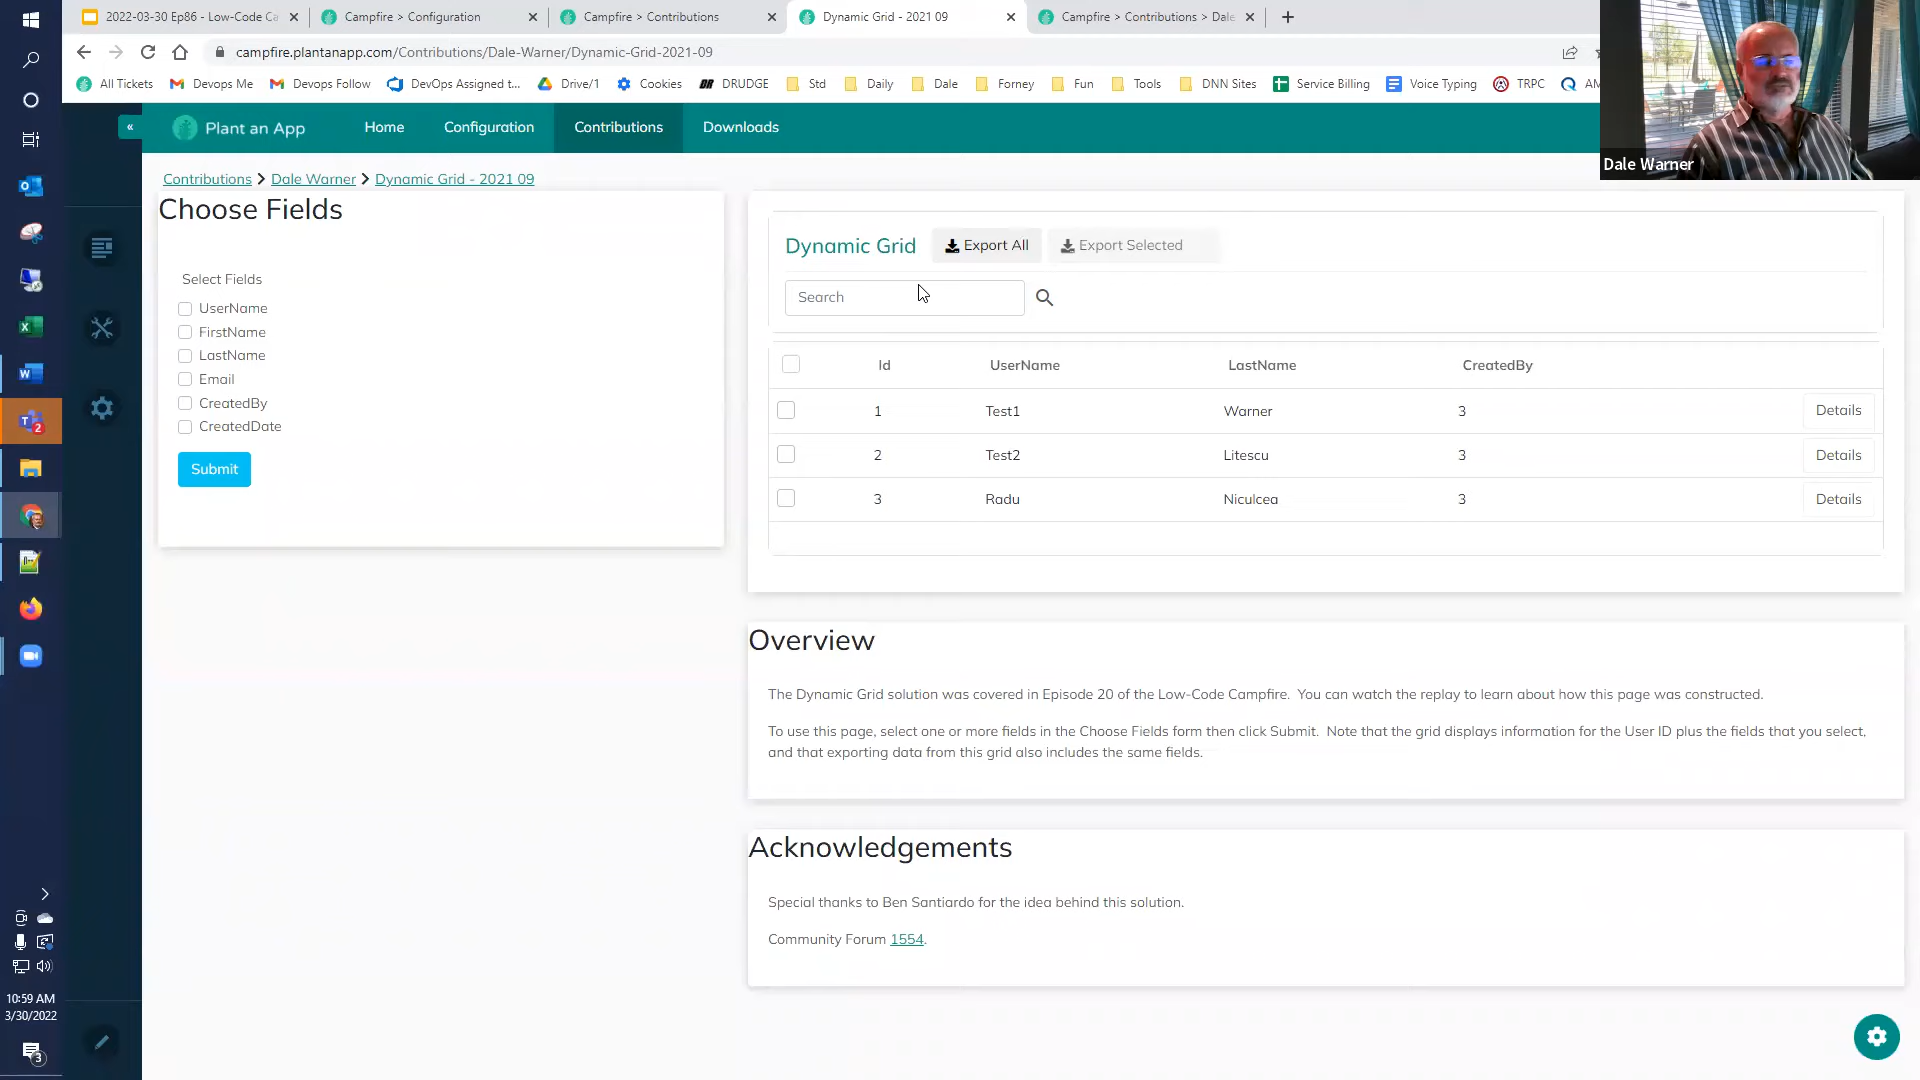 2022-03-30 Ep86 - Low-Code Ca
Campfire > Configuration
Campfire > Contributions
Dynamic Grid - 2021 09
Campfire > Contributions > Dale
campfire.plantanapp.com/Contributions/Dale-Warner/Dynamic-Grid-2021-09
All Tickets
Devops Me
Devops Follow
DevOps Assigned t...
Drive/1
Cookies
DRUDGE
Std
Daily
Dale
Forney
Fun
Tools
DNN Sites
Service Billing
Voice Typing
TRPC
Plant an App
Home
Configuration
Contributions
Downloads
Dale Warner
Contributions > Dale Warner > Dynamic Grid - 2021 09
Choose Fields
Select Fields
UserName
FirstName
LastName
Email
CreatedBy
CreatedDate
Submit
Dynamic Grid Export All Export Selected
Search
Id UserName LastName CreatedBy
1 Test1 Warner 3 Details
2 Test2 Litescu 3 Details
3 Radu Niculcea 3 Details
Overview
The Dynamic Grid solution was covered in Episode 20 of the Low-Code Campfire. You can watch the replay to learn about how this page was constructed.
To use this page, select one or more fields in the Choose Fields form then click Submit. Note that the grid displays information for the User ID plus the fields that you select,
and that exporting data from this grid also includes the same fields.
Acknowledgements
Special thanks to Ben Santiardo for the idea behind this solution.
Community Forum 1554.
10:59 AM
3/30/2022
3